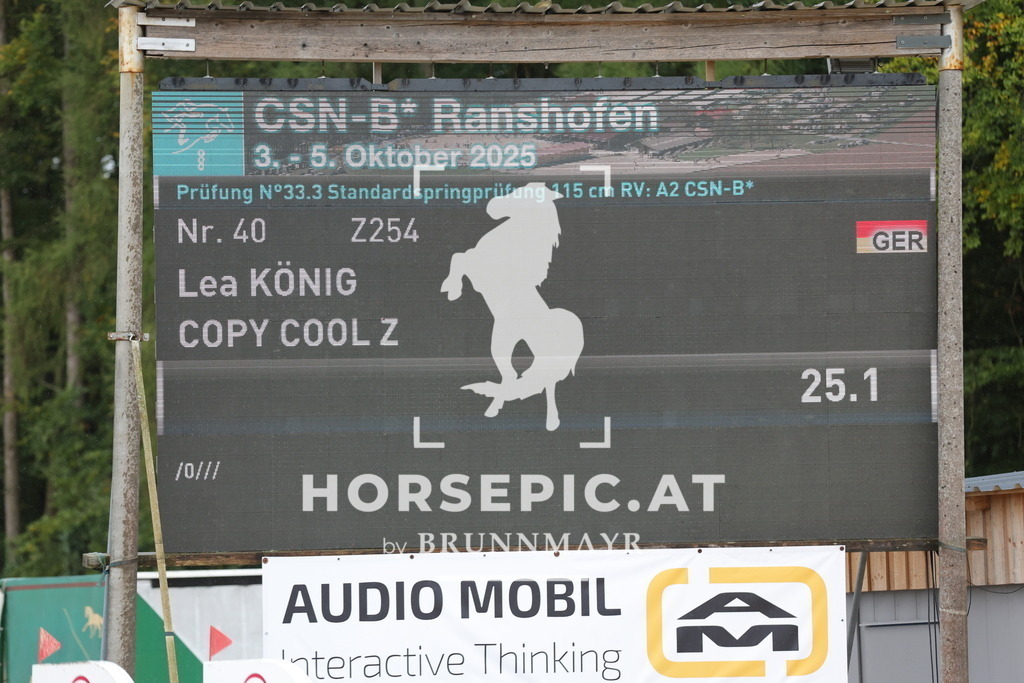 CSN-B* Ranshofen
3. - 5. Oktober 2025
Prüfung N°33.3 Standardspringprüfung 115 cm RV: A2 CSN-B*
Nr. 40 Z254
GER
Lea KÖNIG
COPY COOL Z
25.1
/0///
HORSEPIC.AT
by BRUNNMAYR
AUDIO MOBIL
Interactive Thinking
AM